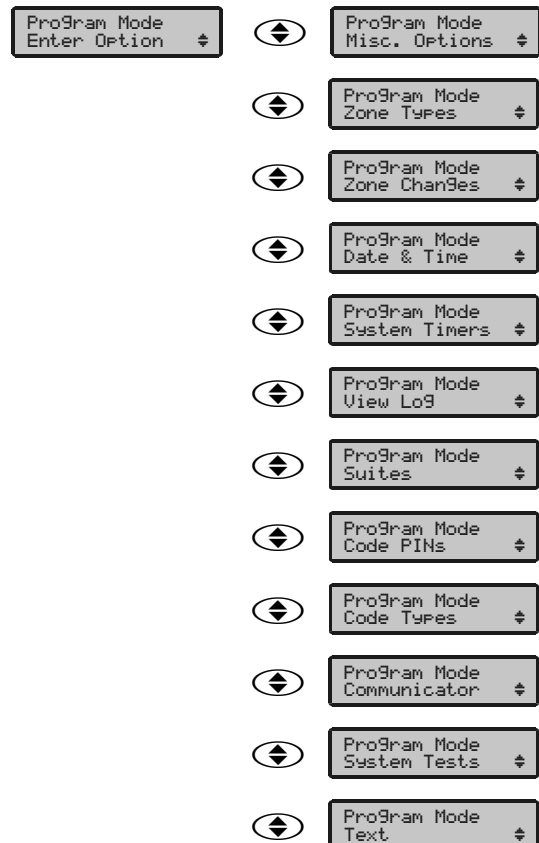 Program Mode
Enter Option
Program Mode
Misc. Options
Program Mode
Zone Types
Program Mode
Zone Changes
Program Mode
Date & Time
Program Mode
System Timers
Program Mode
View Log
Program Mode
Suites
Program Mode
Code PINs
Program Mode
Code Types
Program Mode
Communicator
Program Mode
System Tests
Program Mode
Text